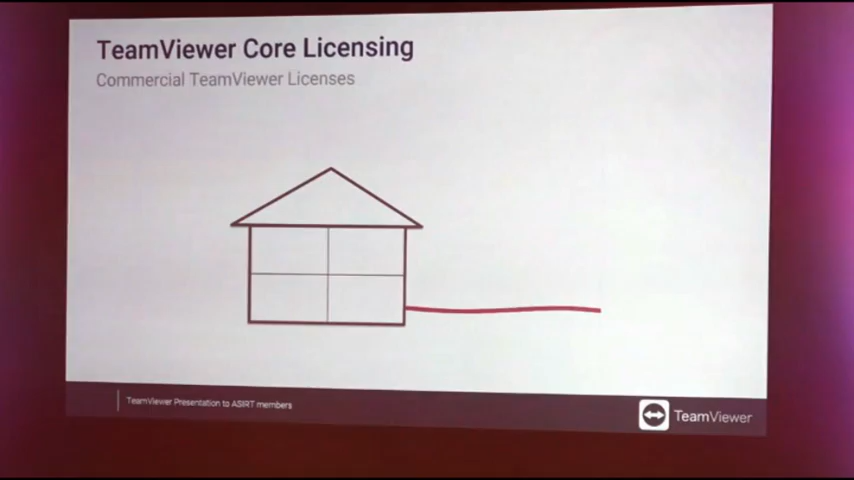 TeamViewer Core Licensing
Commercial TeamViewer Licenses
TeamViewer Presentation to ASIRT members
TeamViewer